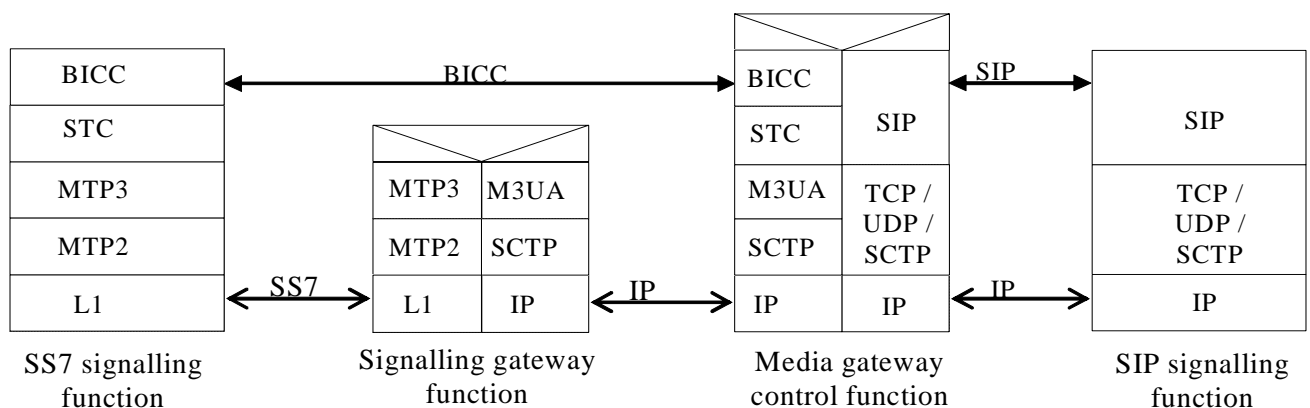 BICC
STC
MTP3
MTP2
L1
SS7 signalling
function
BICC
SS7
MTP3
M3UA
MTP2
SCTP
L1
IP
Signalling gateway
function
IP
BICC
STC
M3UA
SCTP
IP
SIP
TCP /
UDP /
SCTP
IP
Media gateway
control function
SIP
IP
SIP
TCP /
UDP /
SCTP
IP
SIP signalling
function